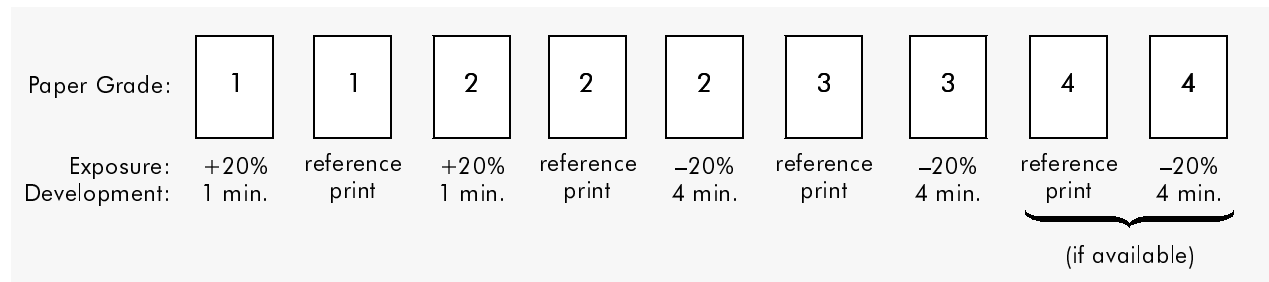 Paper Grade: 1 1 2 2 2 3 3 4 4
Exposure: +20% reference +20% reference –20% reference –20% reference –20%
Development: 1 min. print 1 min. print 4 min. print 4 min. print 4 min.
(if available)